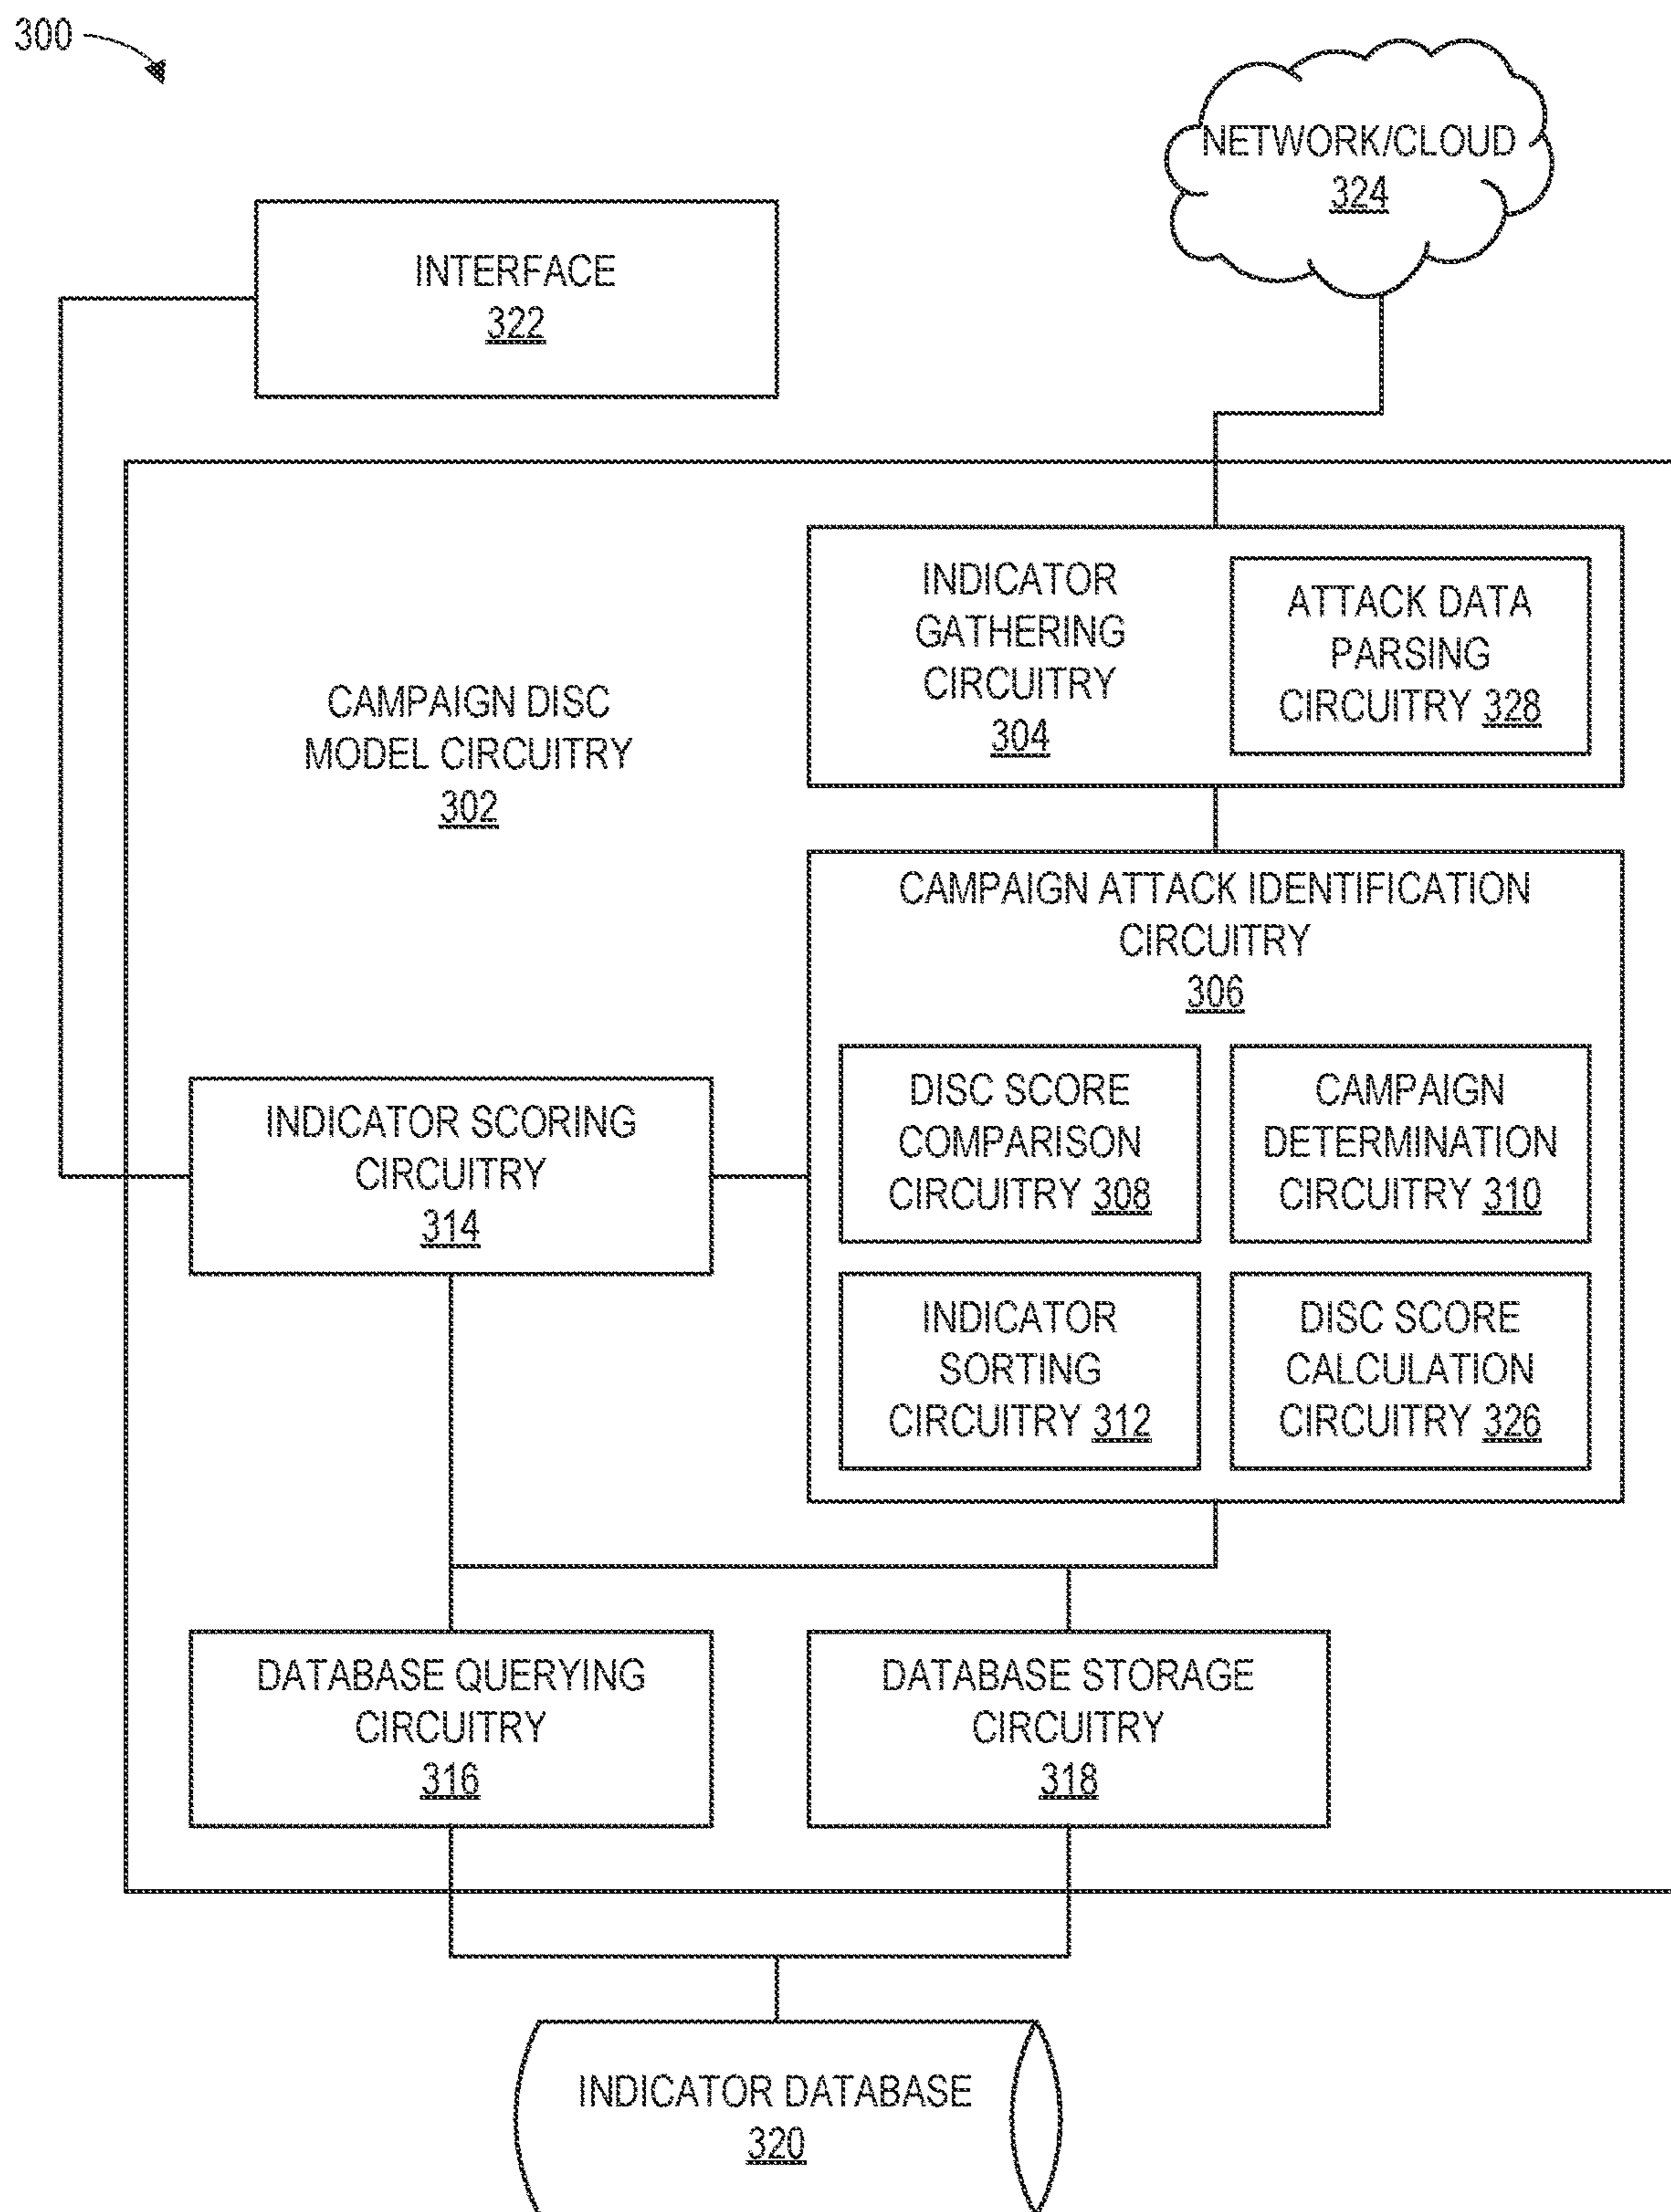 300
NETWORK/CLOUD
324
INTERFACE
322
INDICATOR
GATHERING
CIRCUITRY
304
ATTACK DATA
PARSING
CIRCUITRY 328
CAMPAIGN DISC
MODEL CIRCUITRY
302
CAMPAIGN ATTACK IDENTIFICATION
CIRCUITRY
306
DISC SCORE
COMPARISON
CIRCUITRY 308
CAMPAIGN
DETERMINATION
CIRCUITRY 310
INDICATOR SCORING
CIRCUITRY
314
INDICATOR
SORTING
CIRCUITRY 312
DISC SCORE
CALCULATION
CIRCUITRY 326
DATABASE QUERYING
CIRCUITRY
316
DATABASE STORAGE
CIRCUITRY
318
INDICATOR DATABASE
320